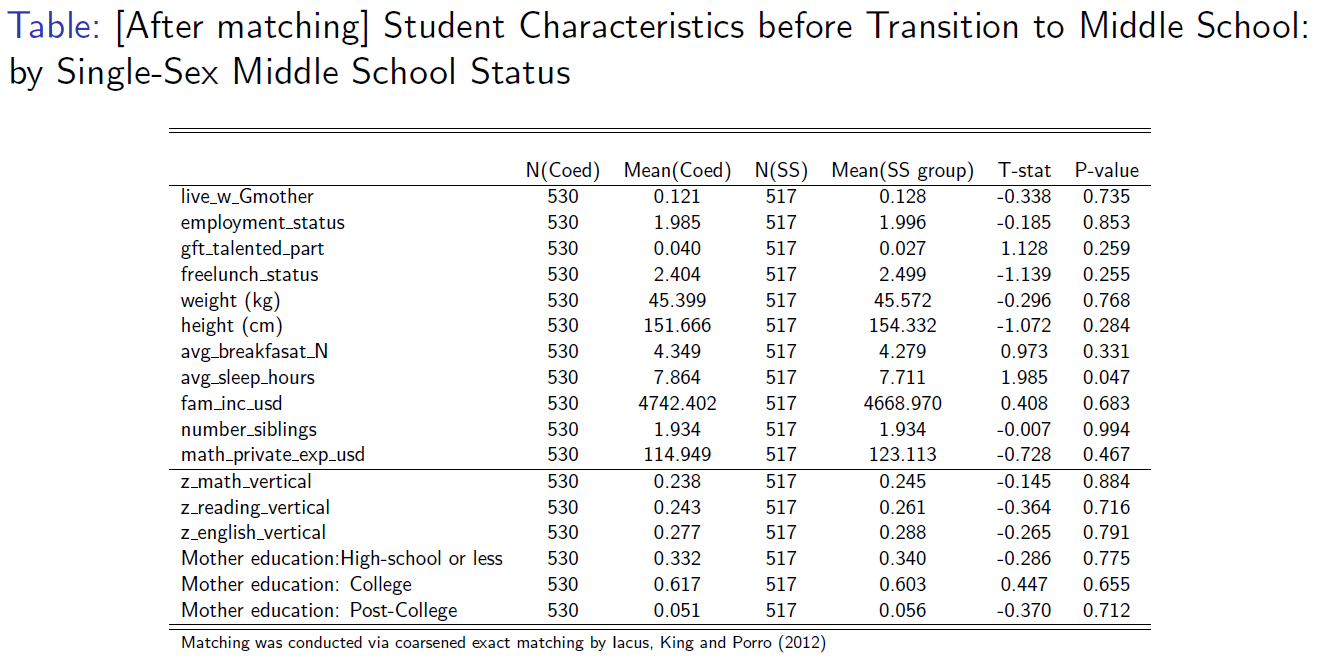 Table: [After matching] Student Characteristics before Transition to Middle School:
by Single-Sex Middle School Status
N(Coed) Mean(Coed) N(SS) Mean(SS group) T-stat P-value
live_w_Gmother 530 0.121 517 0.128 -0.338 0.735
employment_status 530 1.985 517 1.996 -0.185 0.853
gft_talented_part 530 0.040 517 0.027 1.128 0.259
freelunch_status 530 2.404 517 2.499 -1.139 0.255
weight (kg) 530 45.399 517 45.572 -0.296 0.768
height (cm) 530 151.666 517 154.332 -1.072 0.284
avg_breakfasat_N 530 4.349 517 4.279 0.973 0.331
avg_sleep_hours 530 7.864 517 7.711 1.985 0.047
fam_inc_usd 530 4742.402 517 4668.970 0.408 0.683
number_siblings 530 1.934 517 1.934 -0.007 0.994
math_private_exp_usd 530 114.949 517 123.113 -0.728 0.467
z_math_vertical 530 0.238 517 0.245 -0.145 0.884
z_reading_vertical 530 0.243 517 0.261 -0.364 0.716
z_english_vertical 530 0.277 517 0.288 -0.265 0.791
Mother education:High-school or less 530 0.332 517 0.340 -0.286 0.775
Mother education: College 530 0.617 517 0.603 0.447 0.655
Mother education: Post-College 530 0.051 517 0.056 -0.370 0.712
Matching was conducted via coarsened exact matching by Iacus, King and Porro (2012)